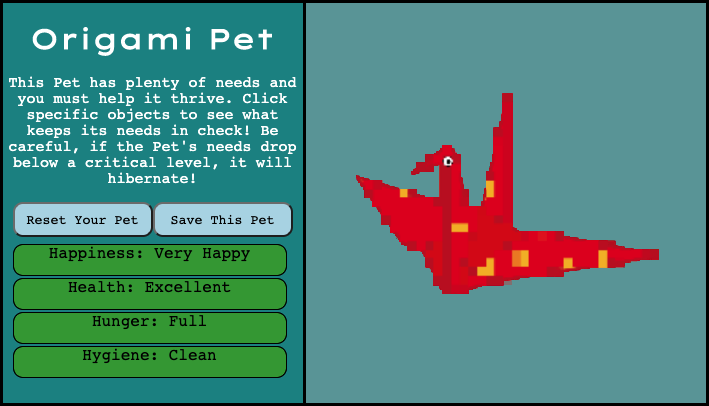 Origami Pet
This Pet has plenty of needs and
you must help it thrive. Click
specific objects to see what
keeps its needs in check! Be
careful, if the Pet's needs drop
below a critical level, it will
hibernate!
Reset Your Pet
Save This Pet
Happiness: Very Happy
Health: Excellent
Hunger: Full
Hygiene: Clean